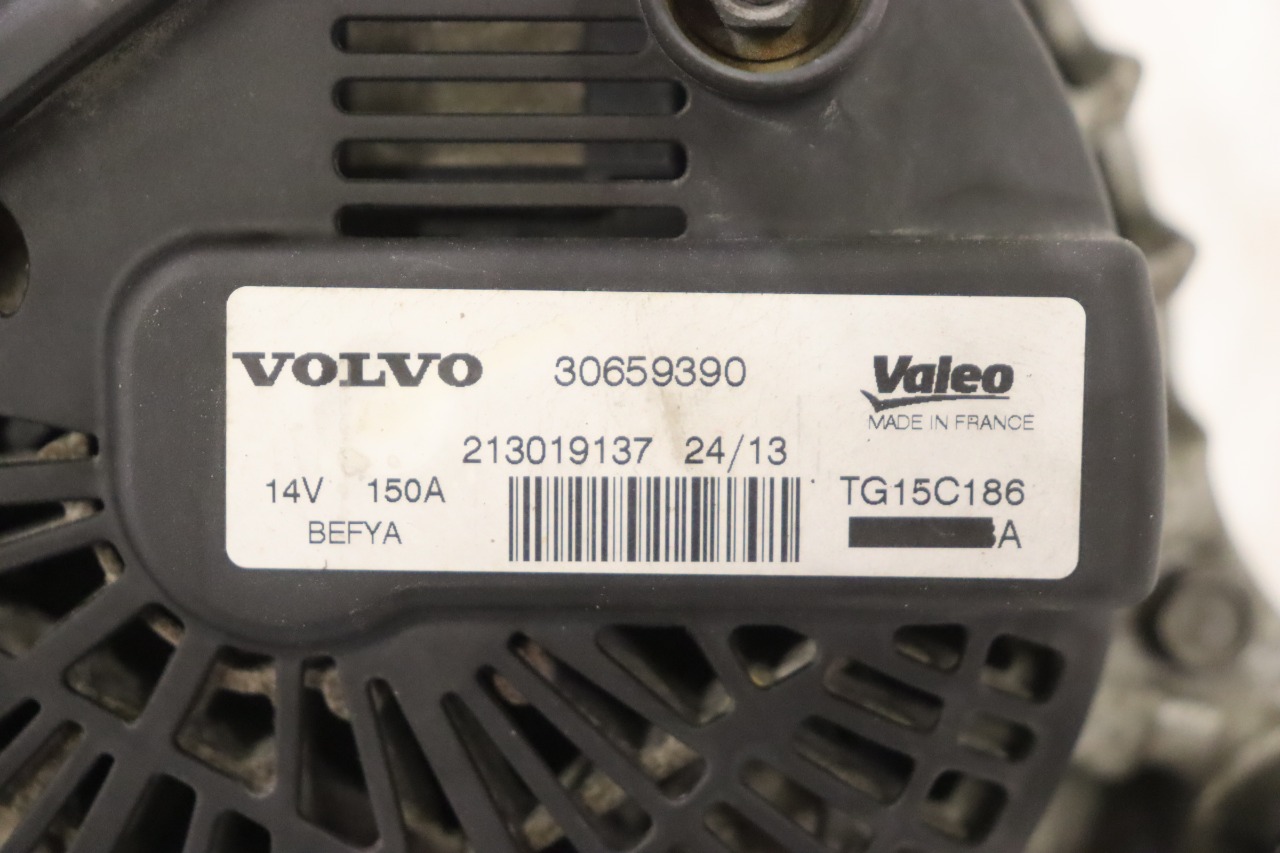 VOLVO 30659390 Valeo
MADE IN FRANCE
213019137 24/13
14V 150A TG15C186
BEFYA